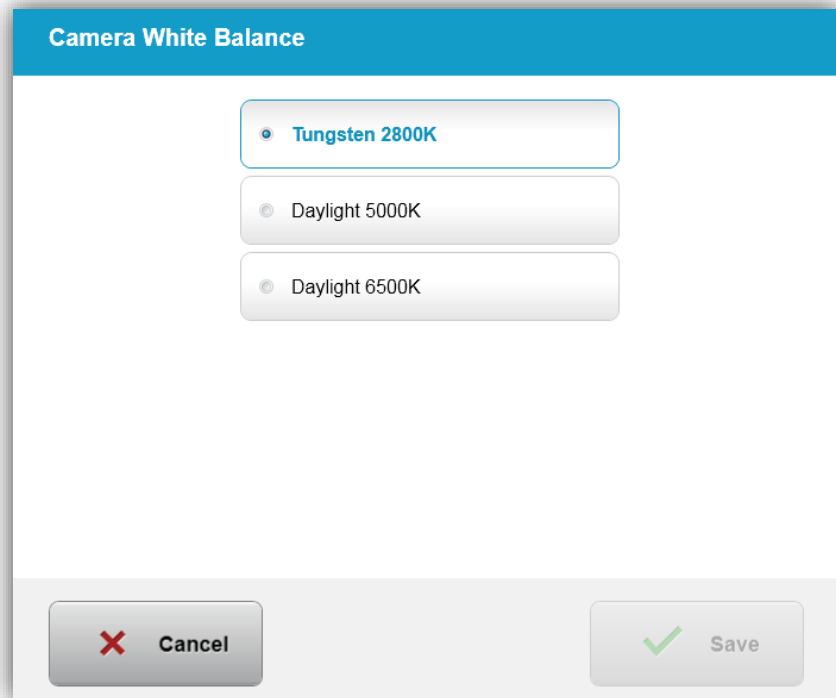 Camera White Balance
Tungsten 2800K
Daylight 5000K
Daylight 6500K
Cancel
Save